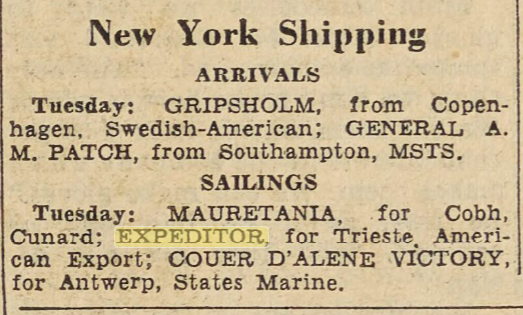 New York Shipping
ARRIVALS
Tuesday: GRIPSHOLM, from Copen-
hagen, Swedish-American; GENERAL A.
M. PATCH, from Southampton, MSTS.
SAILINGS
Tuesday: MAURETANIA, for Cobh,
Cunard; EXPEDITOR, for Trieste, Ameri-
can Export; COUER D'ALENE VICTORY,
for Antwerp, States Marine.